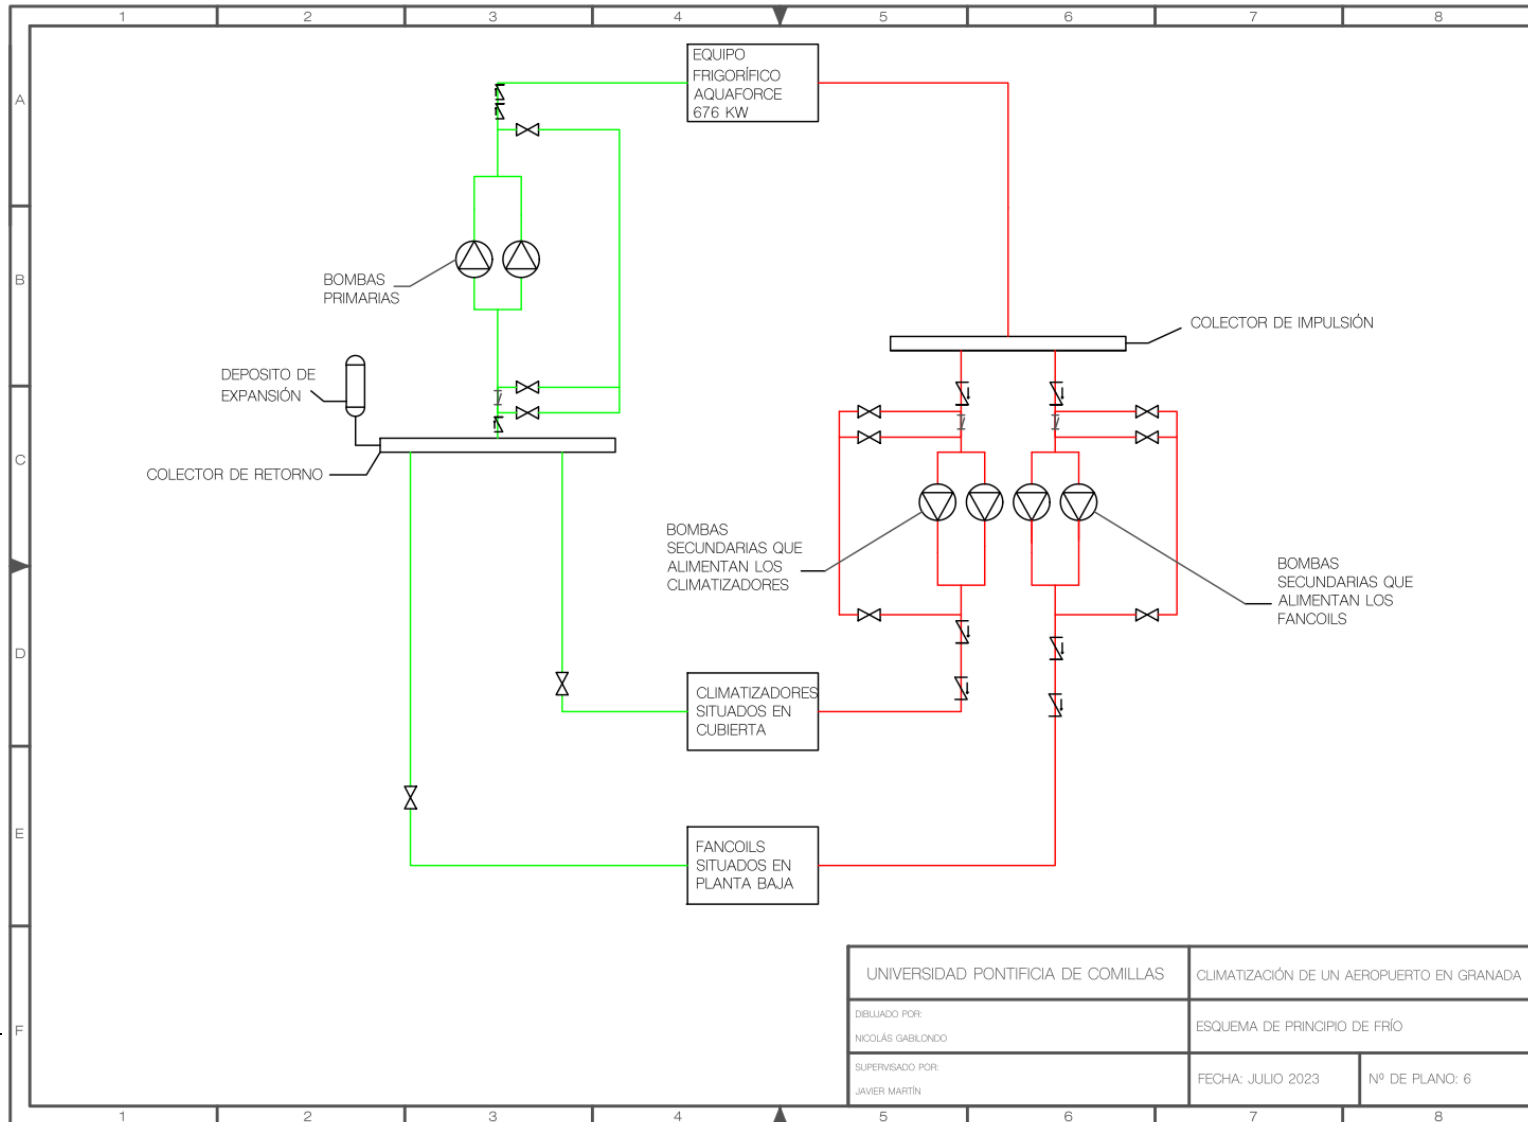 1 2 3 4 5 6 7 8
A
B
C
D
E
F
EQUIPO
FRIGORÍFICO
AQUAFORCE
676 KW
BOMBAS
PRIMARIAS
COLECTOR DE IMPULSIÓN
DEPOSITO DE
EXPANSIÓN
COLECTOR DE RETORNO
BOMBAS
SECUNDARIAS QUE
ALIMENTAN LOS
CLIMATIZADORES
BOMBAS
SECUNDARIAS QUE
ALIMENTAN LOS
FANCOILS
CLIMATIZADORES
SITUADOS EN
CUBIERTA
FANCOILS
SITUADOS EN
PLANTA BAJA
UNIVERSIDAD PONTIFICIA DE COMILLAS
CLIMATIZACIÓN DE UN AEROPUERTO EN GRANADA
DIBUJADO POR:
NICOLÁS GABILONDO
ESQUEMA DE PRINCIPIO DE FRÍO
SUPERVISADO POR:
JAVIER MARTÍN
FECHA: JULIO 2023
Nº DE PLANO: 6
1 2 3 4 5 6 7 8